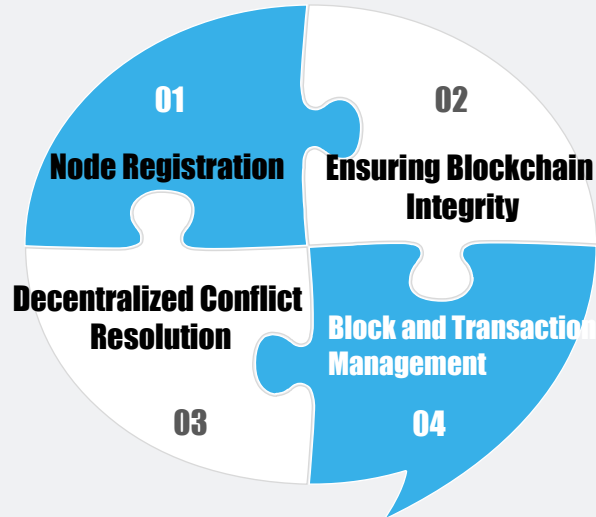 01
Node Registration
02
Ensuring Blockchain
Integrity
Decentralized Conflict
Resolution
03
Block and Transaction
Management
04